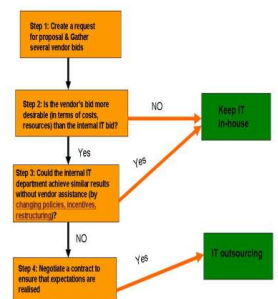 Step 1: Create a request
for proposal & Gather
several vendor bids
Step 2: Is the vendor's bid more
desirable (in terms of costs,
resources) than the internal IT bid?
NO
Keep IT
in-house
Yes
Yes
Step 3: Could the internal IT
department achieve similar results
without vendor assistance (by
changing policies, incentives,
restructuring)?
NO
Yes
IT outsourcing
Step 4: Negotiate a contract to
ensure that expectations are
realised